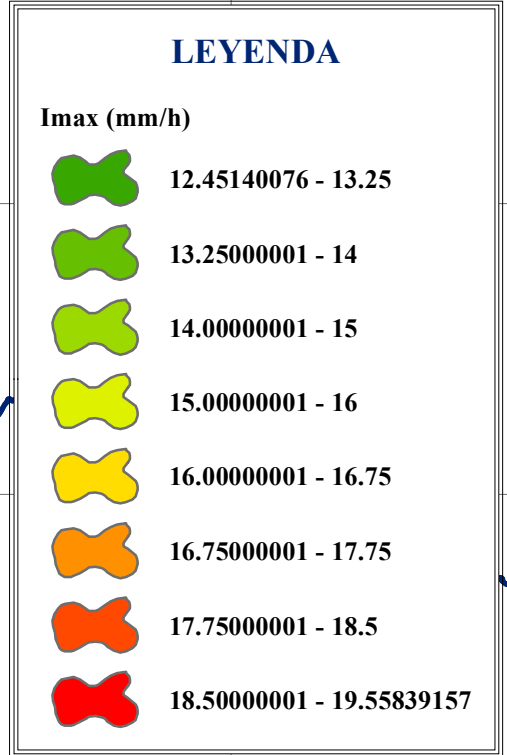 LEYENDA
Imax (mm/h)
12.45140076 - 13.25
13.25000001 - 14
14.00000001 - 15
15.00000001 - 16
16.00000001 - 16.75
16.75000001 - 17.75
17.75000001 - 18.5
18.50000001 - 19.55839157